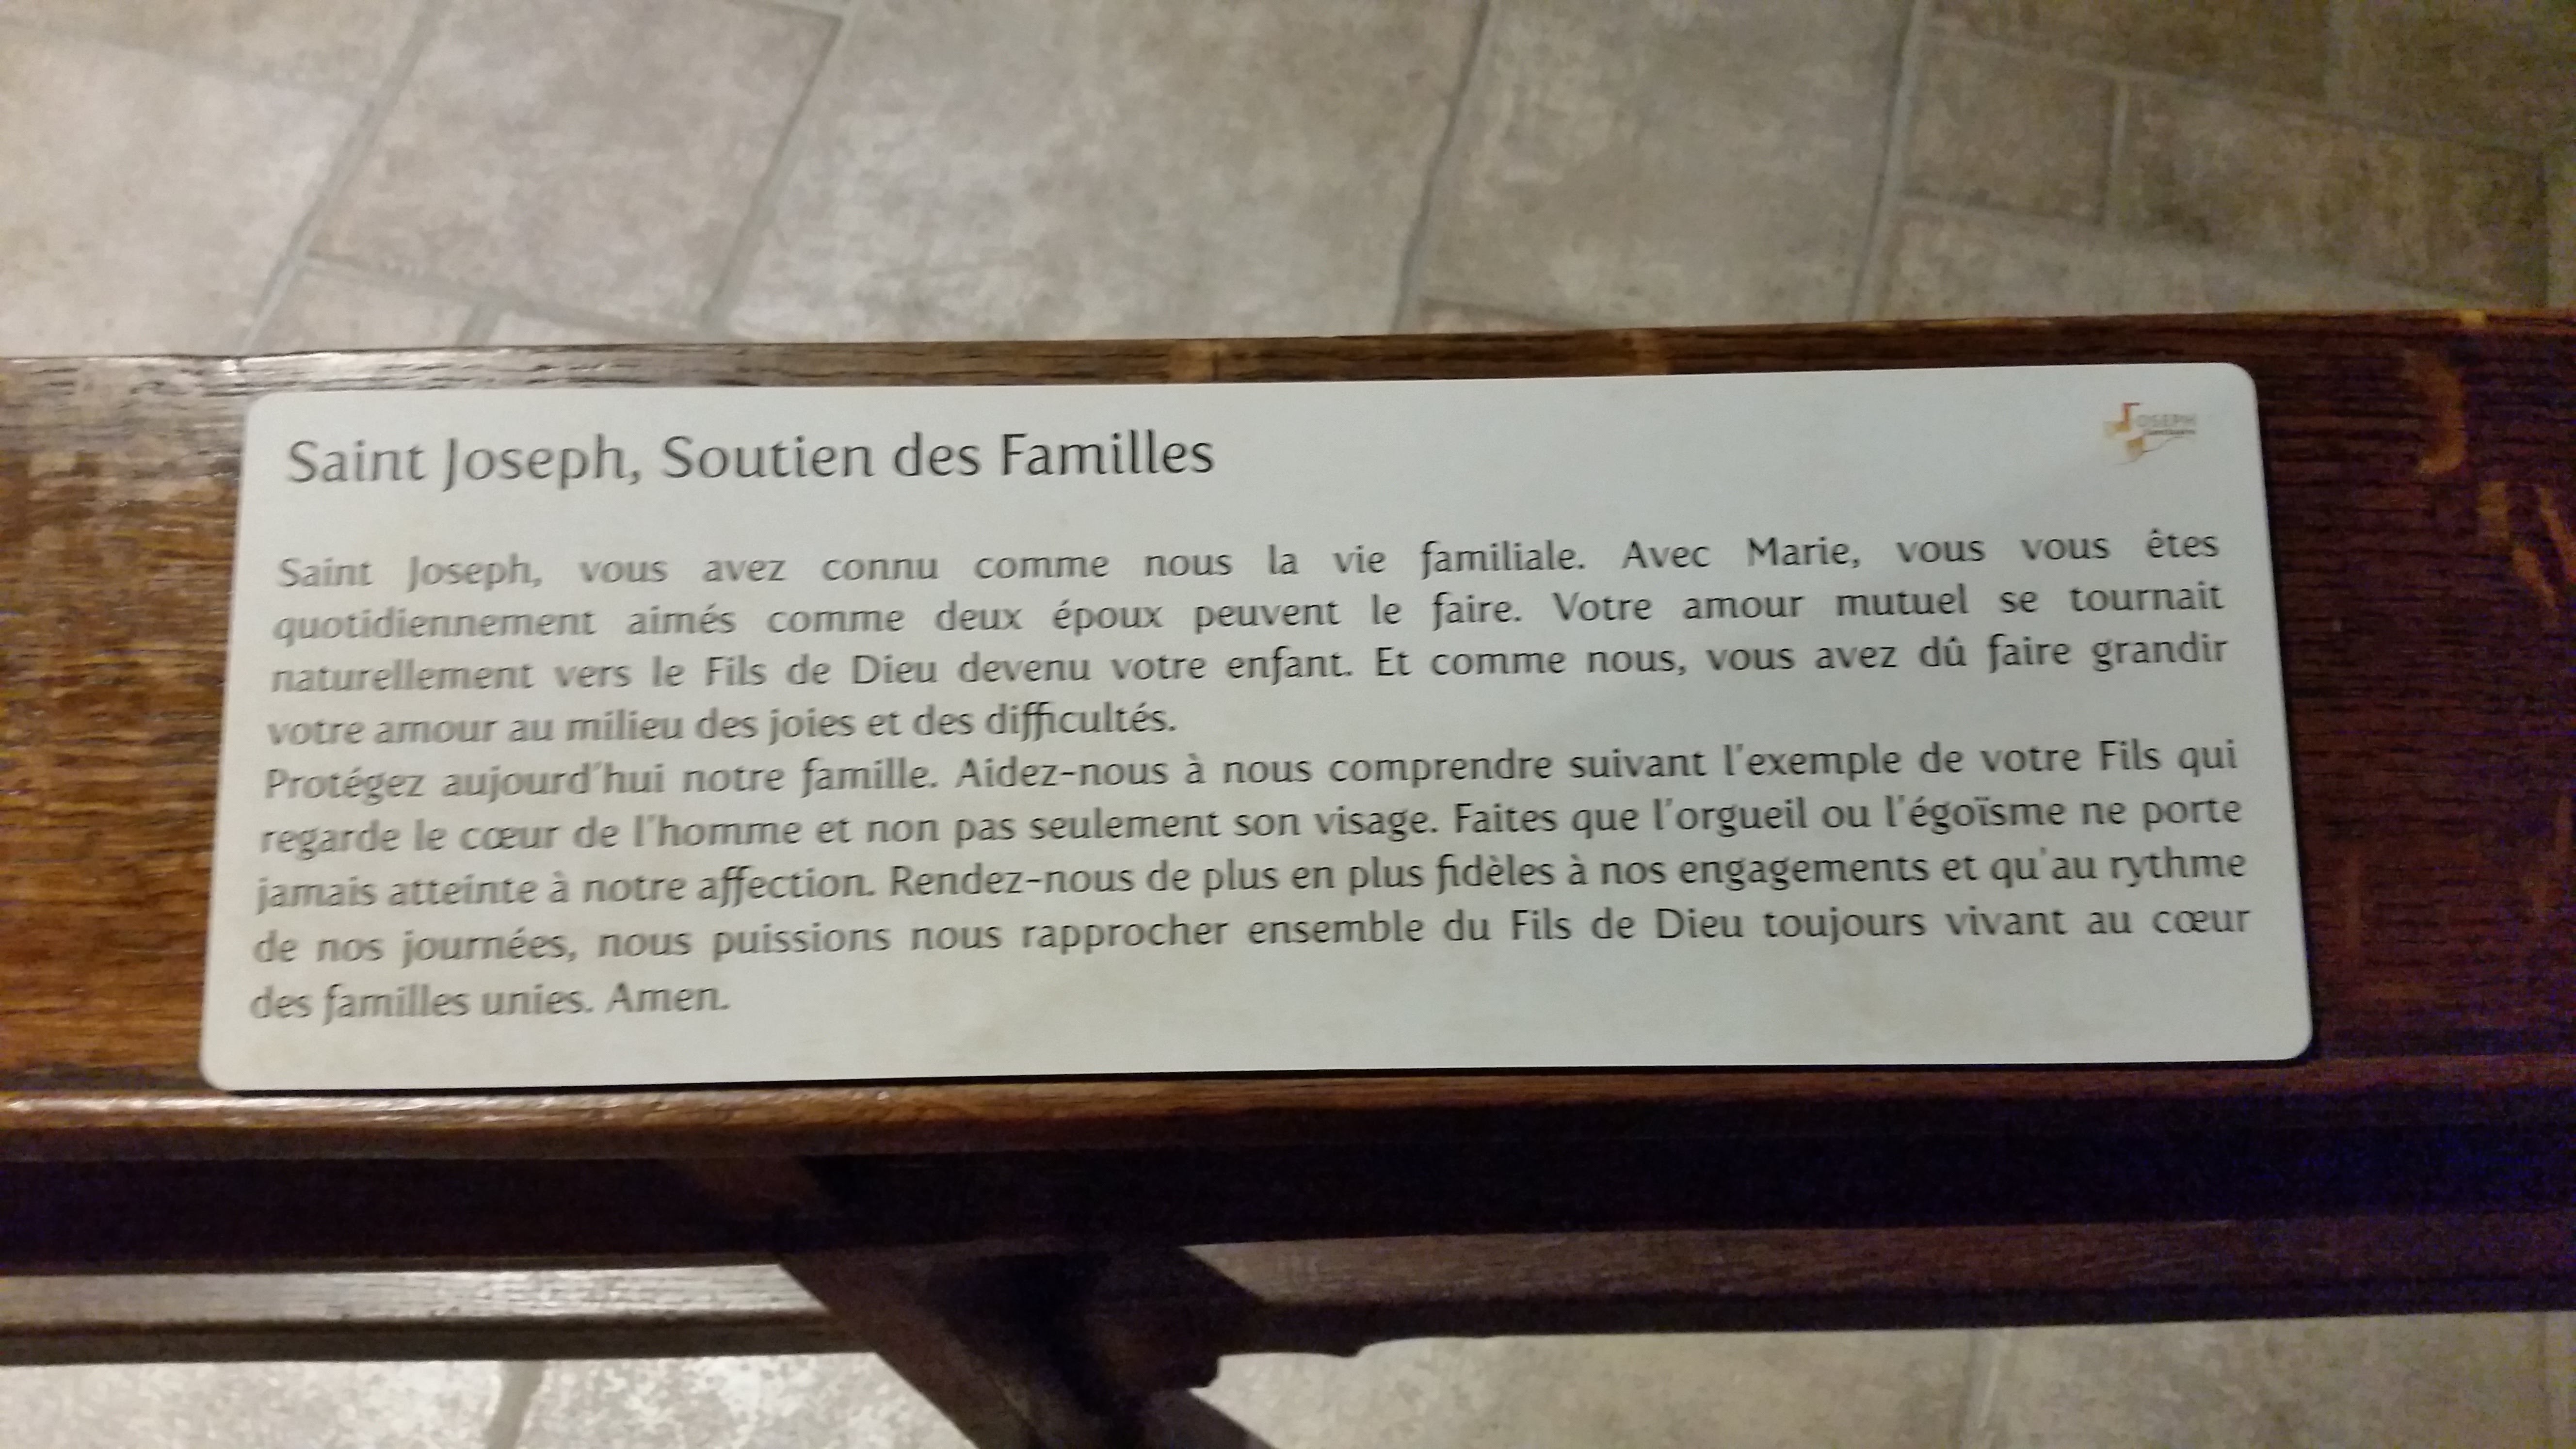 Saint Joseph, Soutien des Familles
JOSEPH
Saint Joseph, vous avez connu comme nous la vie familiale. Avec Marie, vous vous êtes
quotidiennement aimés comme deux époux peuvent le faire. Votre amour mutuel se tournait
naturellement vers le Fils de Dieu devenu votre enfant. Et comme nous, vous avez dû faire grandir
votre amour au milieu des joies et des difficultés.
Protégez aujourd'hui notre famille. Aidez-nous à nous comprendre suivant l'exemple de votre Fils qui
regarde le cœur de l'homme et non pas seulement son visage. Faites que l'orgueil ou l'égoïsme ne porte
jamais atteinte à notre affection. Rendez-nous de plus en plus fidèles à nos engagements et qu'au rythme
de nos journées, nous puissions nous rapprocher ensemble du Fils de Dieu toujours vivant au cœur
des familles unies. Amen.